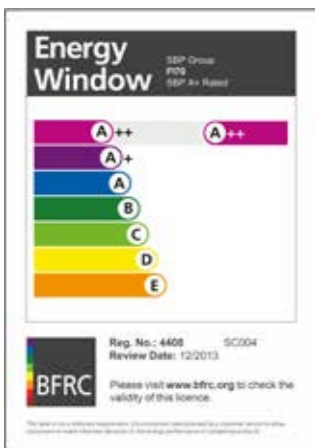 Energy
Window
SBP Group
FI70
SBP A+ Rated
A++ A++
A+
A
B
C
D
E
Reg. No.: 4408 SC004
Review Date: 12/2013
BFRC
Please visit www.bfrc.org to check the
validity of this licence.